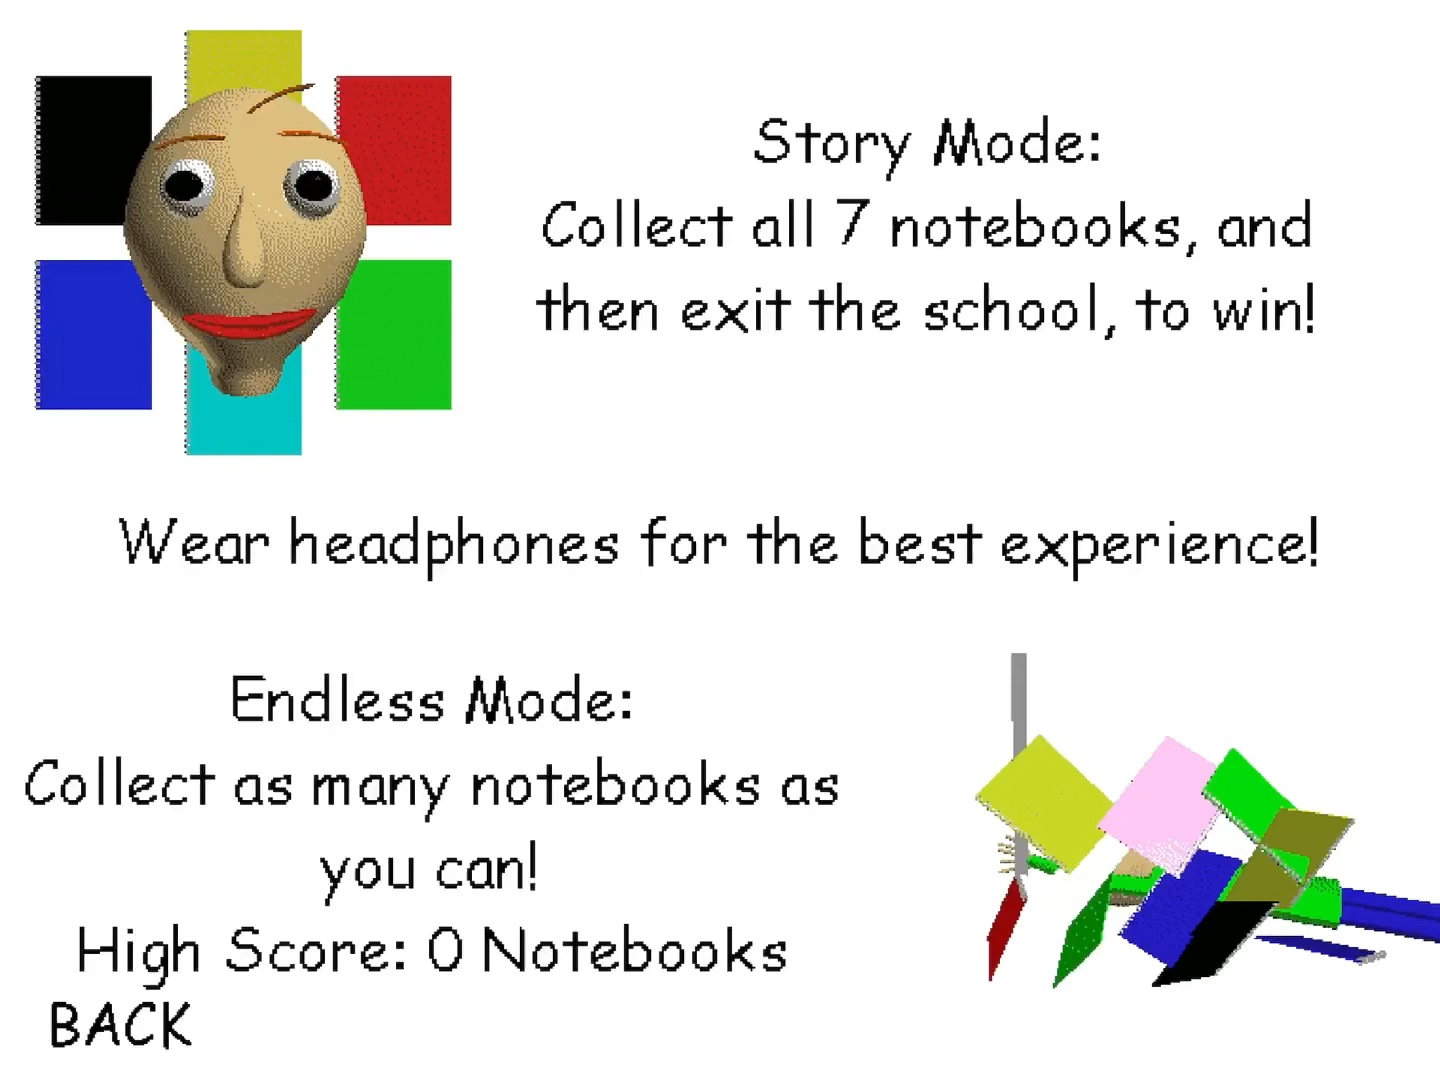 Story Mode:
Collect all 7 notebooks, and
then exit the school, to win!
Wear headphones for the best experience!
Endless Mode:
Collect as many notebooks as
you can!
High Score: 0 Notebooks
BACK